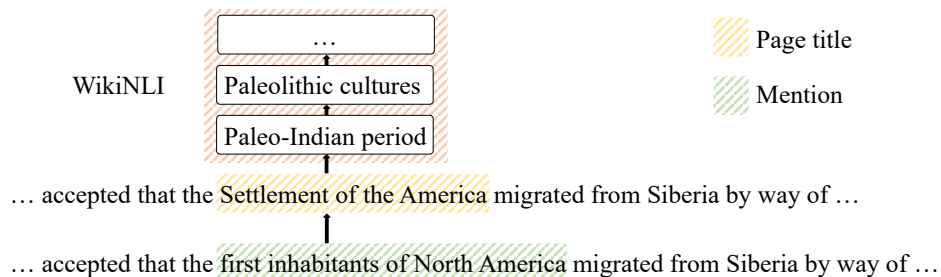 …
Page title
WikiNLI
Paleolithic cultures
Mention
Paleo-Indian period
… accepted that the Settlement of the America migrated from Siberia by way of …
… accepted that the first inhabitants of North America migrated from Siberia by way of …